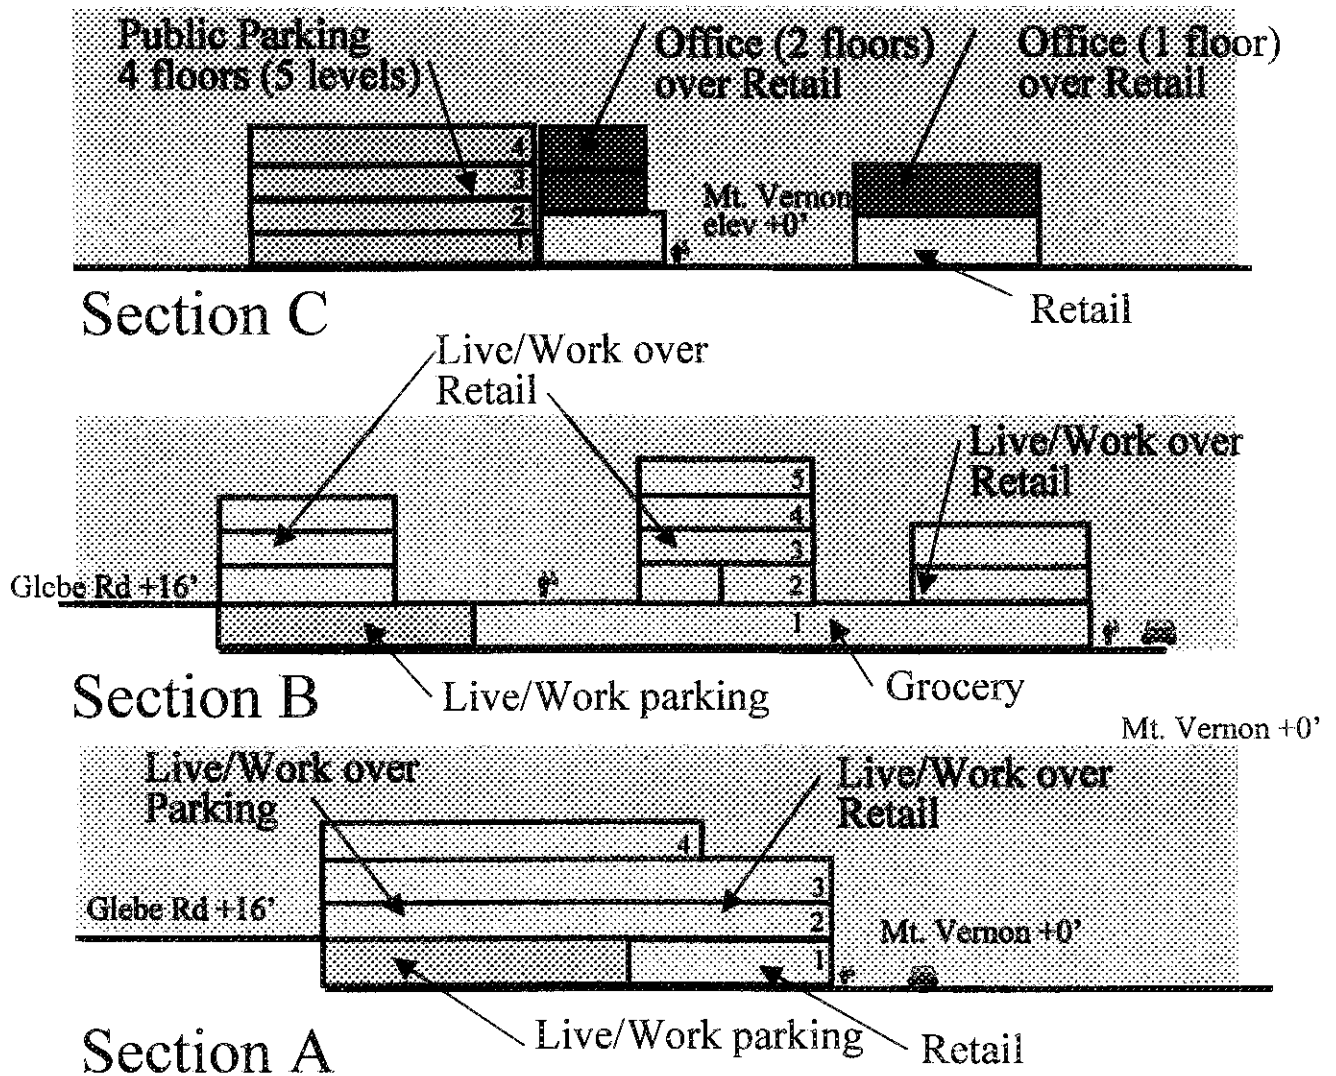 Public Parking
4 floors (5 levels)
Office (2 floors)
over Retail
Office (1 floor)
over Retail
4
3
2
1
Mt. Vernon
elev +0'
Retail
Section C
Live/Work over
Retail
Live/Work over
Retail
5
4
3
2
1
Glebe Rd +16'
Grocery
Live/Work parking
Section B
Mt. Vernon +0'
Live/Work over
Parking
Live/Work over
Retail
4
3
2
1
Glebe Rd +16'
Mt. Vernon +0'
Live/Work parking
Retail
Section A